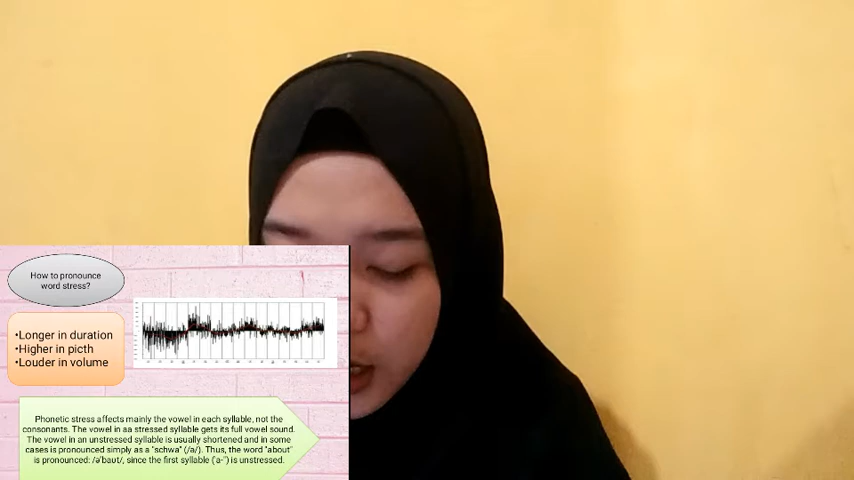 How to pronounce
word stress?
•Longer in duration
•Higher in picth
•Louder in volume
Phonetic stress affects mainly the vowel in each syllable, not the
consonants. The vowel in aa stressed syllable gets its full vowel sound.
The vowel in an unstressed syllable is usually shortened and in some
cases is pronounced simply as a "schwa" (/ə/). Thus, the word "about"
is pronounced: /ə'baʊt/, since the first syllable ('a-") is unstressed.